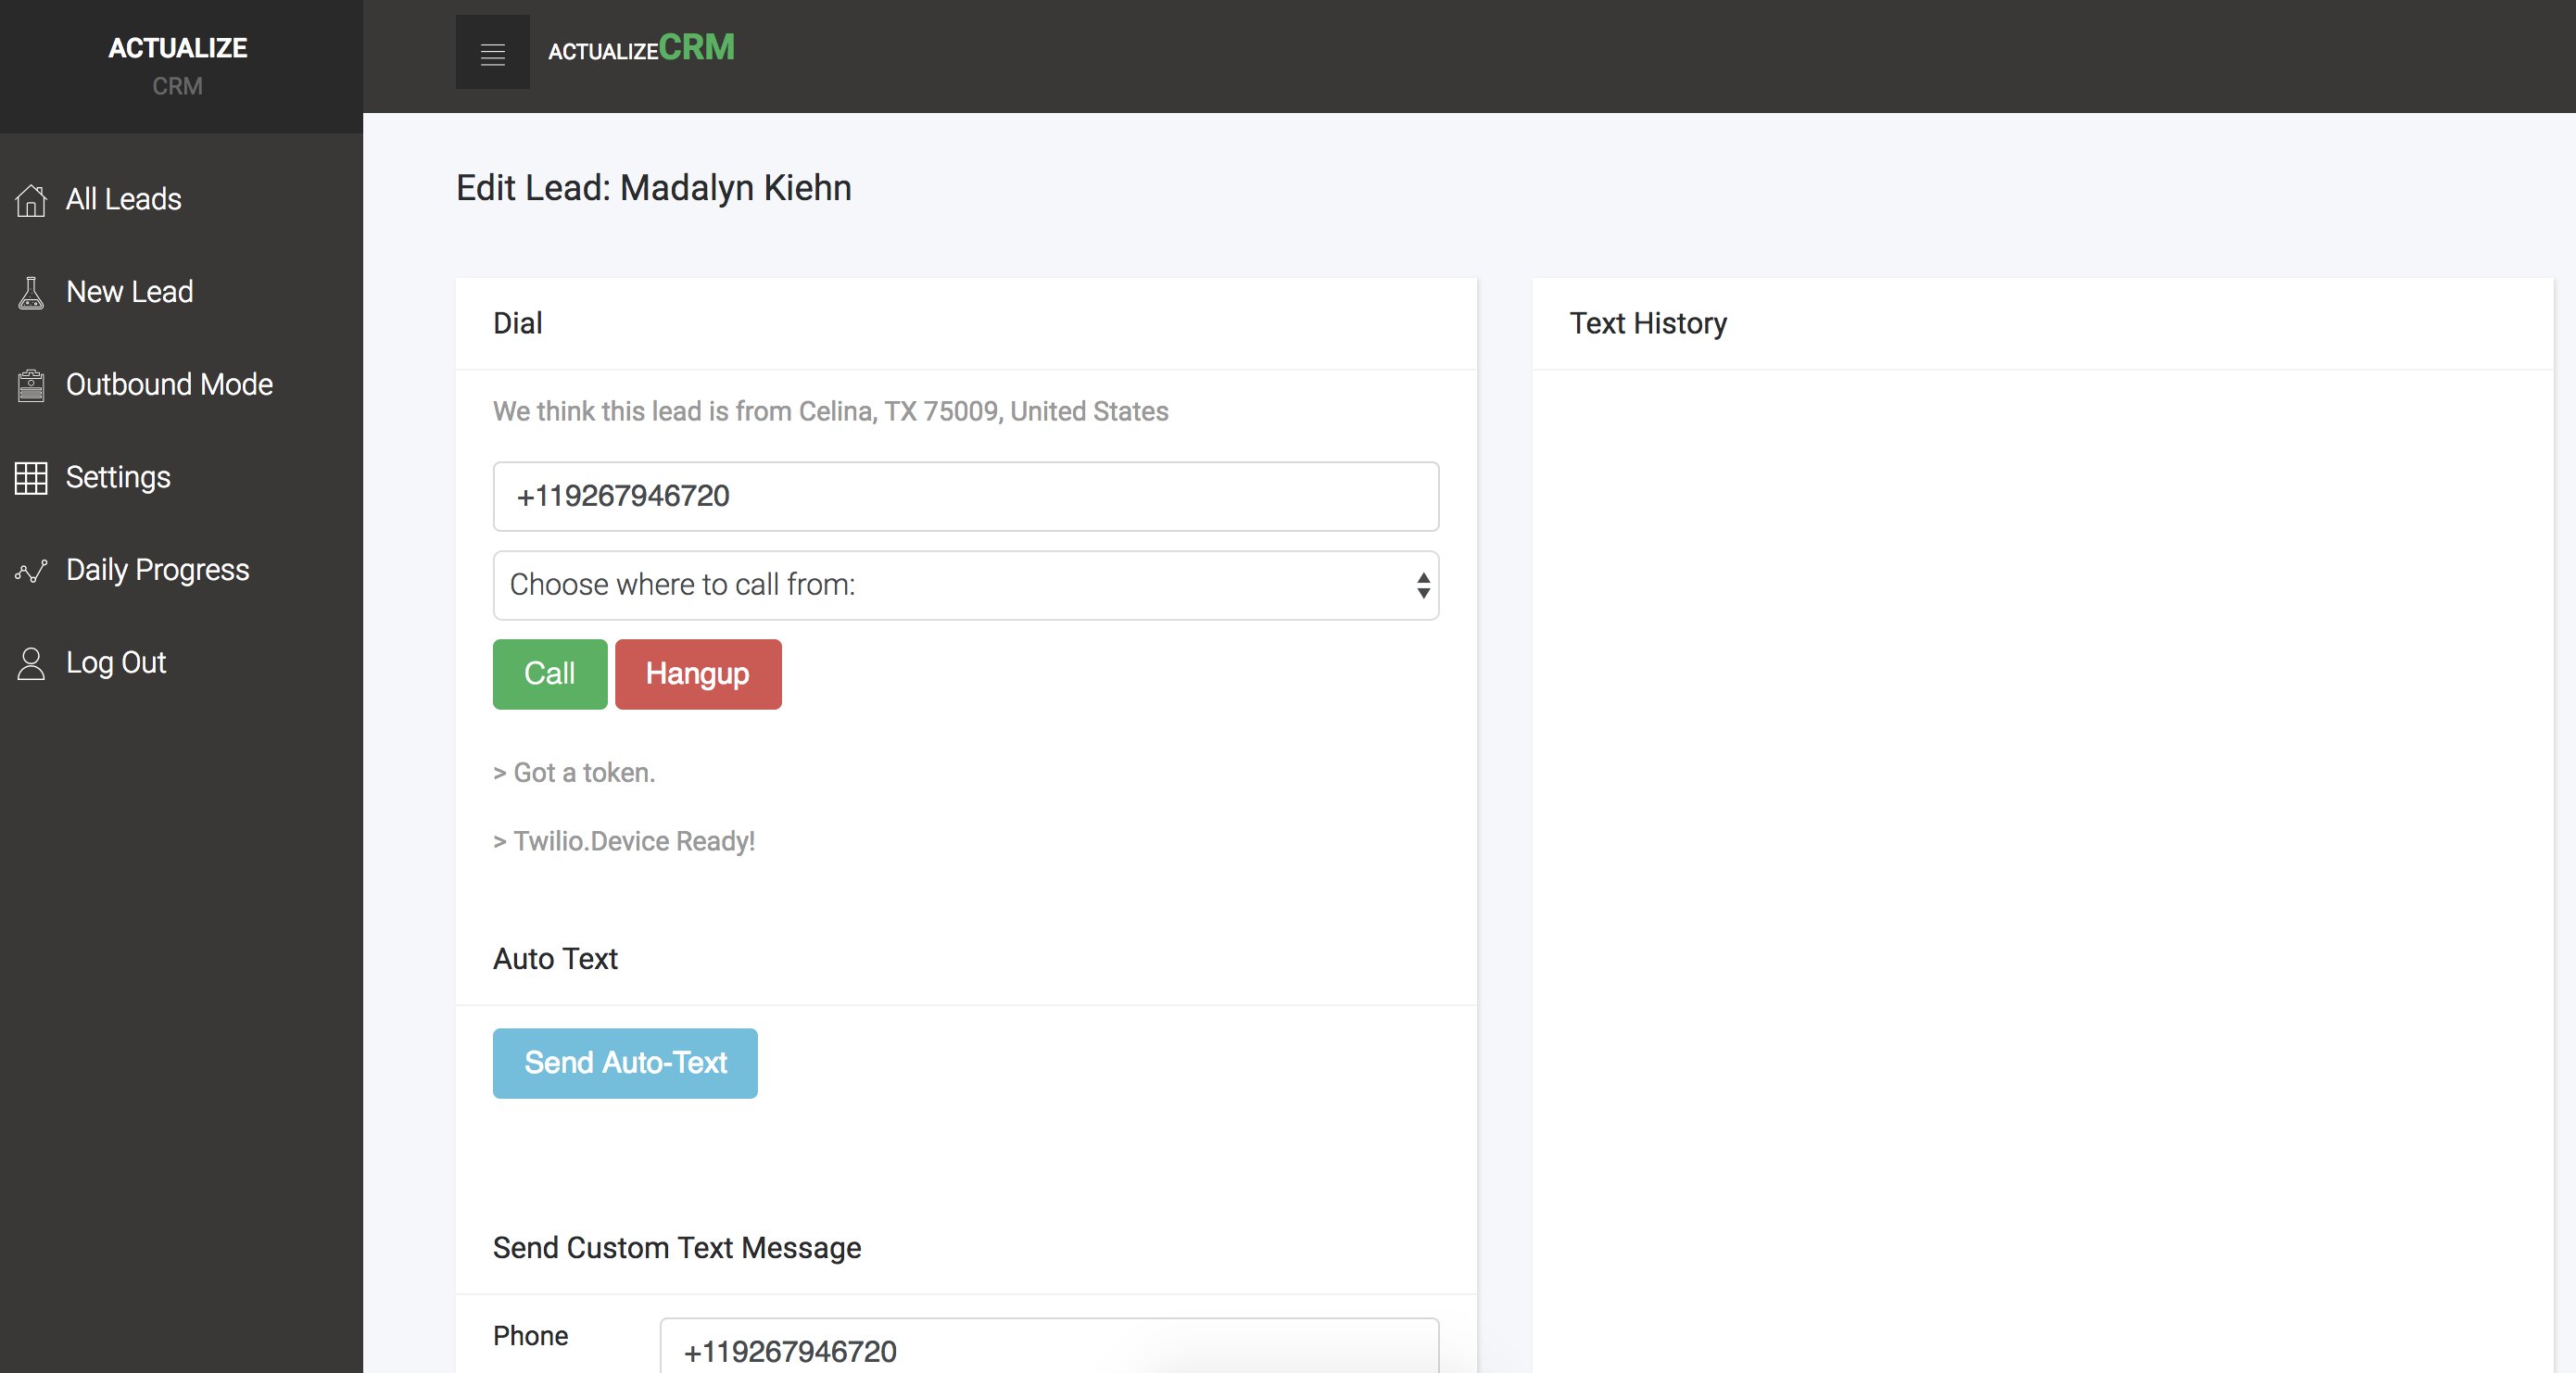 ACTUALIZE
CRM
ACTUALIZECRM
All Leads
New Lead
Outbound Mode
Settings
Daily Progress
Log Out
Edit Lead: Madalyn Kiehn
Dial
We think this lead is from Celina, TX 75009, United States
+119267946720
Choose where to call from:
Call Hangup
> Got a token.
> Twilio.Device Ready!
Auto Text
Send Auto-Text
Send Custom Text Message
Phone +119267946720
Text History